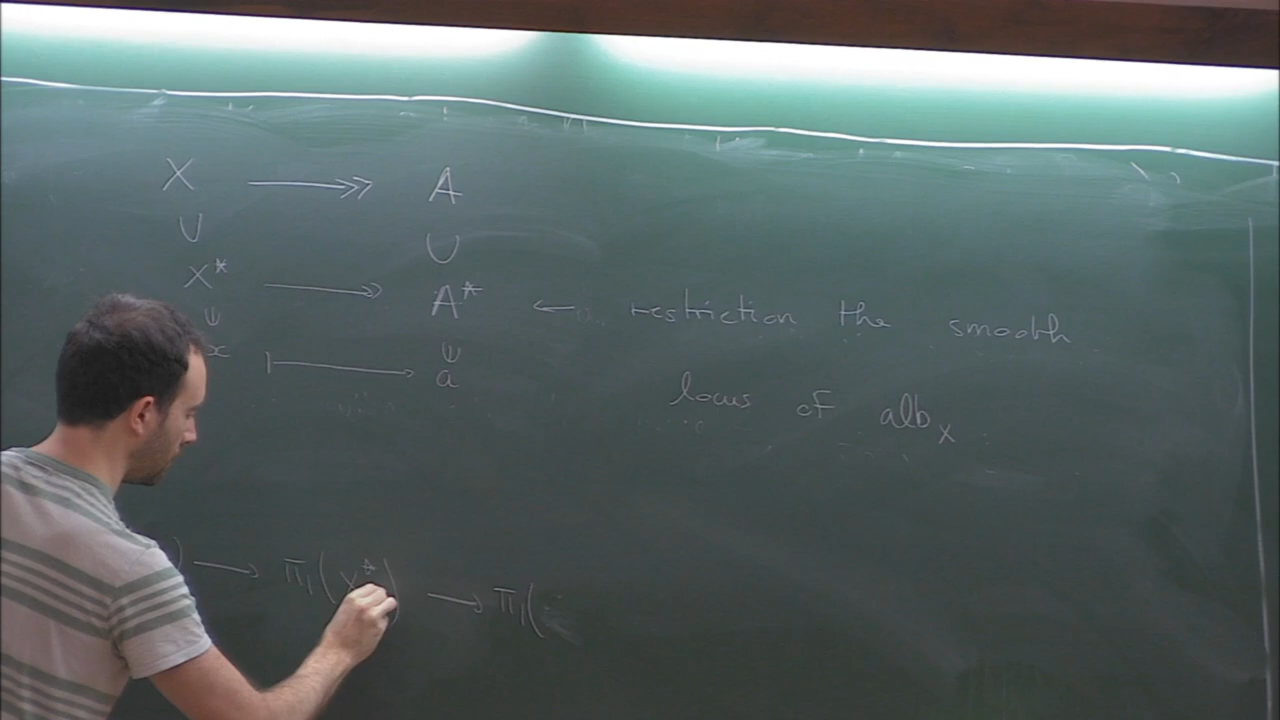 X ↠ A
∪ ∪
X* → A* ← restriction the smooth
ψ ψ
x ↦ a
locus of alb_X
) → π₁(X*) → π₁(